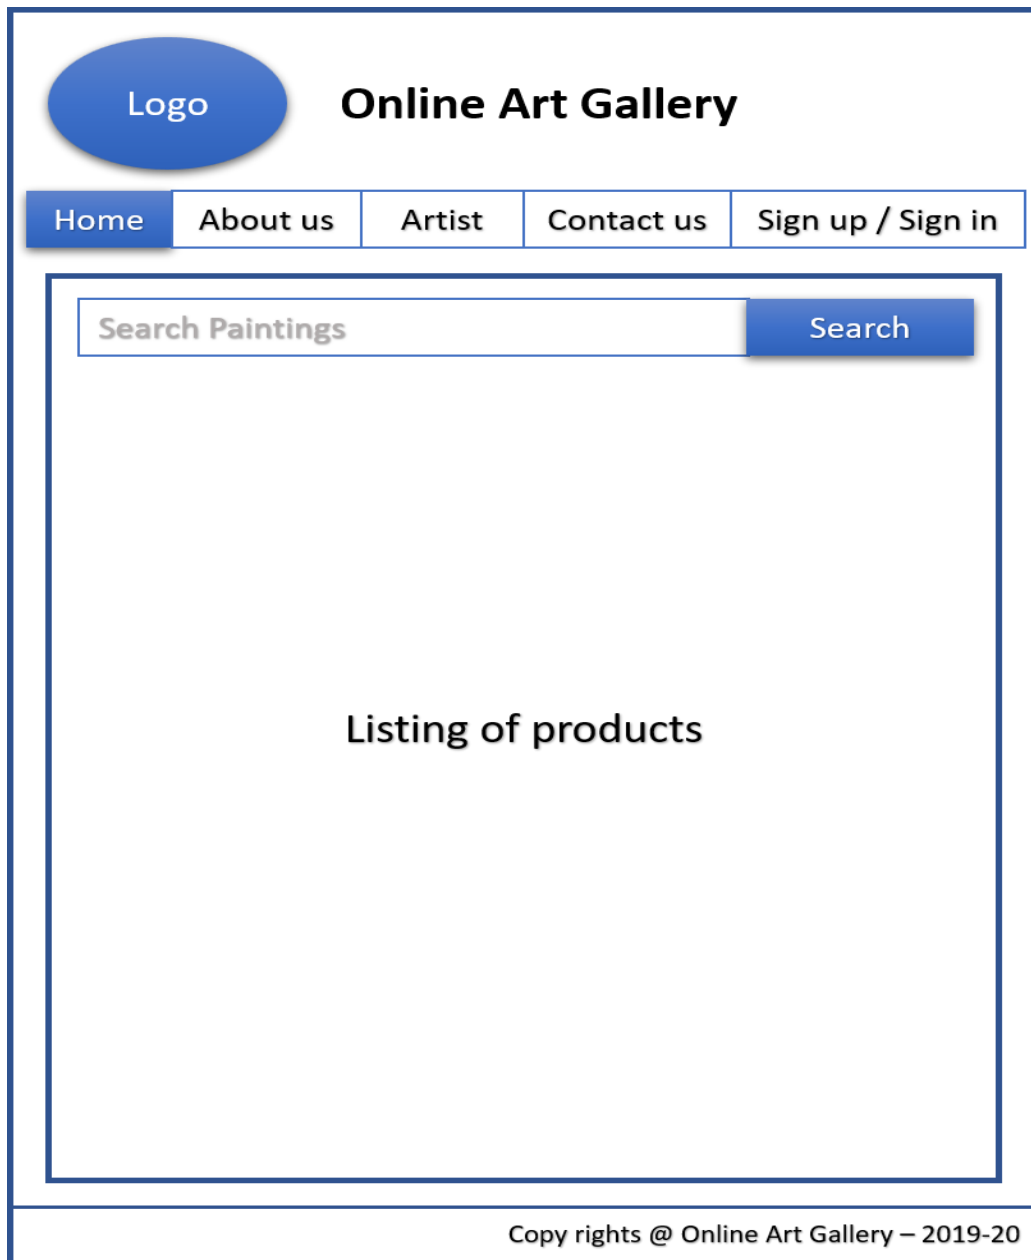 Logo
Online Art Gallery
Home
About us
Artist
Contact us
Sign up / Sign in
Search Paintings
Search
Listing of products
Copy rights @ Online Art Gallery – 2019-20